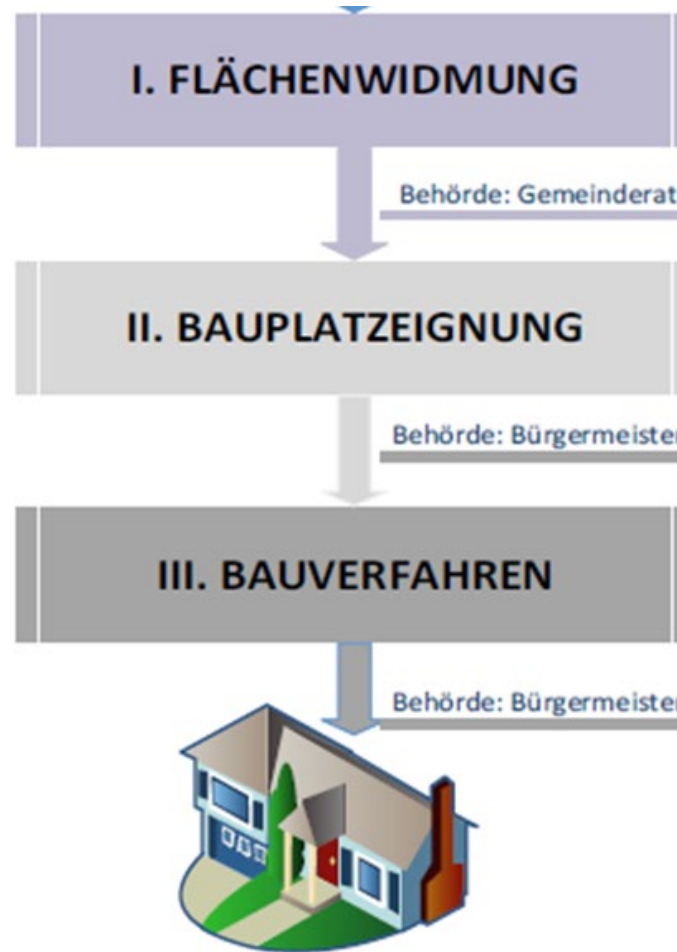 I. FLÄCHENWIDMUNG
Behörde: Gemeinderat
II. BAUPLATZEIGNUNG
Behörde: Bürgermeister
III. BAUVERFAHREN
Behörde: Bürgermeister